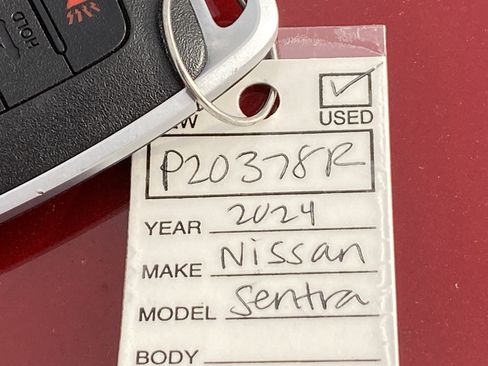 HOLD
USED
P20378R
YEAR 2024
MAKE Nissan
MODEL Sentra
BODY